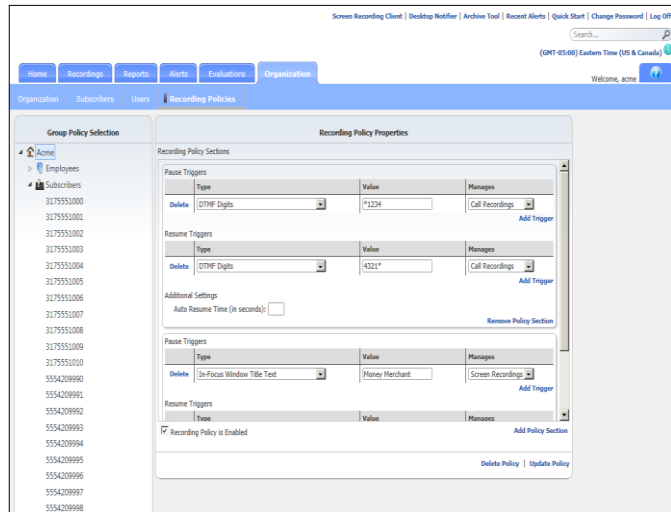 Screen Recording Client | Desktop Notifier | Archive Tool | Recent Alerts | Quick Start | Change Password | Log Off
Search...
(GMT-05:00) Eastern Time (US & Canada)
Home Recordings Reports Alerts Evaluations Organization
Welcome, acme
Organization Subscribers Users Recording Policies
Group Policy Selection
Acme
Employees
Subscribers
3175551000
3175551001
3175551002
3175551003
3175551004
3175551005
3175551006
3175551007
3175551008
3175551009
3175551010
5554209990
5554209991
5554209992
5554209993
5554209994
5554209995
5554209996
5554209997
5554209998
Recording Policy Properties
Recording Policy Sections
Pause Triggers
Type Value Manages
Delete DTMF Digits *1234 Call Recordings
Add Trigger
Resume Triggers
Type Value Manages
Delete DTMF Digits 4321* Call Recordings
Add Trigger
Additional Settings
Auto Resume Time (in seconds):
Remove Policy Section
Pause Triggers
Type Value Manages
Delete In-Focus Window Title Text Money Merchant Screen Recordings
Add Trigger
Resume Triggers
Type Value Manages
Recording Policy is Enabled
Add Policy Section
Delete Policy | Update Policy